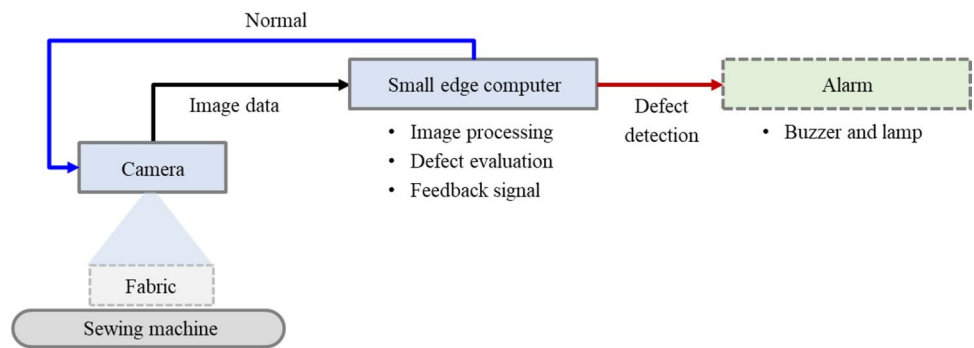 Normal
Image data
Small edge computer
Alarm
Defect
detection
• Image processing
• Defect evaluation
• Feedback signal
• Buzzer and lamp
Camera
Fabric
Sewing machine